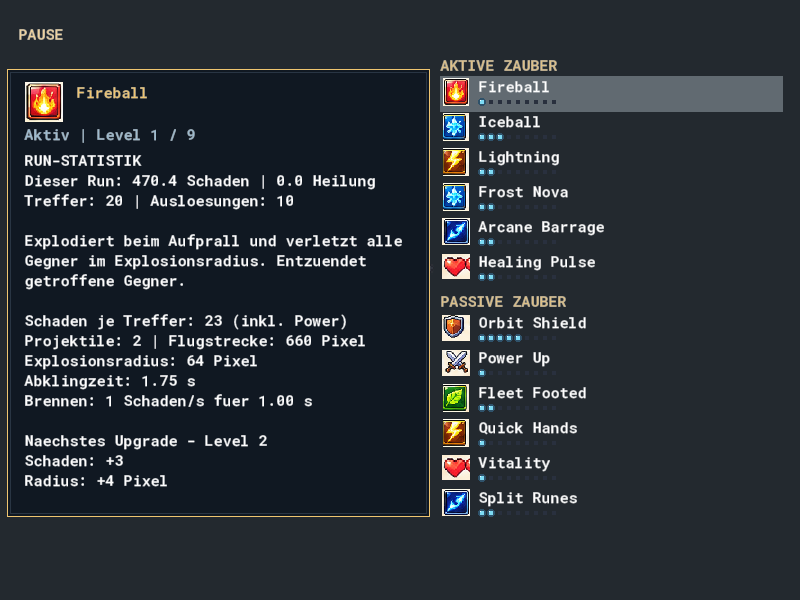 PAUSE
Fireball
Aktiv | Level 1 / 9
RUN-STATISTIK
Dieser Run: 470.4 Schaden | 0.0 Heilung
Treffer: 20 | Ausloesungen: 10
Explodiert beim Aufprall und verletzt alle
Gegner im Explosionsradius. Entzuendet
getroffene Gegner.
Schaden je Treffer: 23 (inkl. Power)
Projektile: 2 | Flugstrecke: 660 Pixel
Explosionsradius: 64 Pixel
Abklingzeit: 1.75 s
Brennen: 1 Schaden/s fuer 1.00 s
Naechstes Upgrade - Level 2
Schaden: +3
Radius: +4 Pixel
AKTIVE ZAUBER
Fireball
Iceball
Lightning
Frost Nova
Arcane Barrage
Healing Pulse
PASSIVE ZAUBER
Orbit Shield
Power Up
Fleet Footed
Quick Hands
Vitality
Split Runes